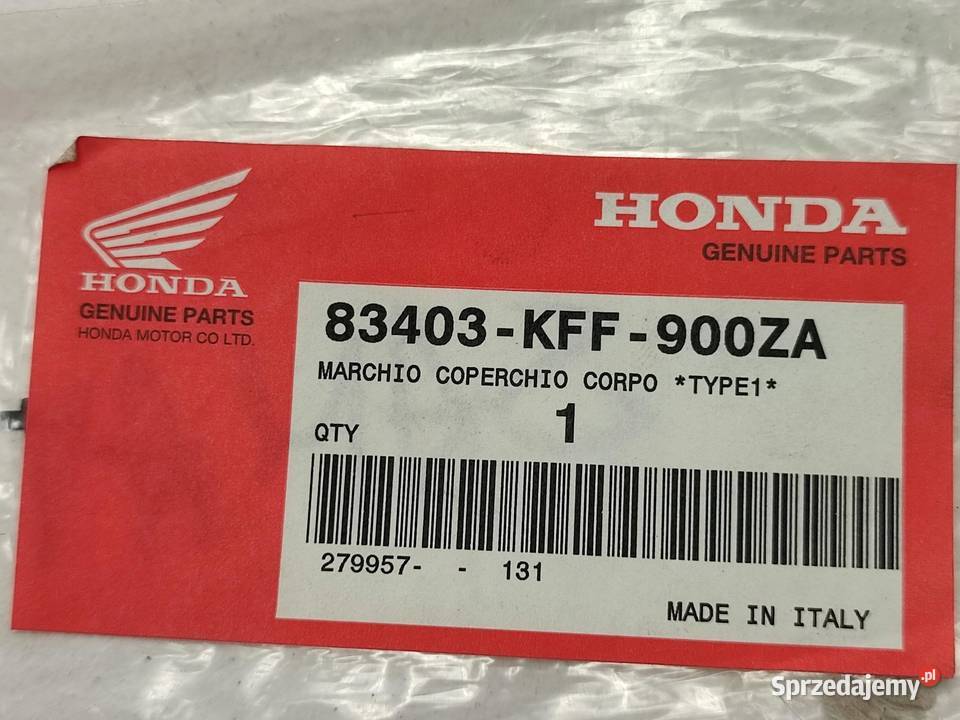 HONDA
GENUINE PARTS
HONDA MOTOR CO LTD.
HONDA
GENUINE PARTS
83403-KFF-900ZA
MARCHIO COPERCHIO CORPO *TYPE1*
QTY 1
279957- - 131
MADE IN ITALY
Sprzedajemy.pl